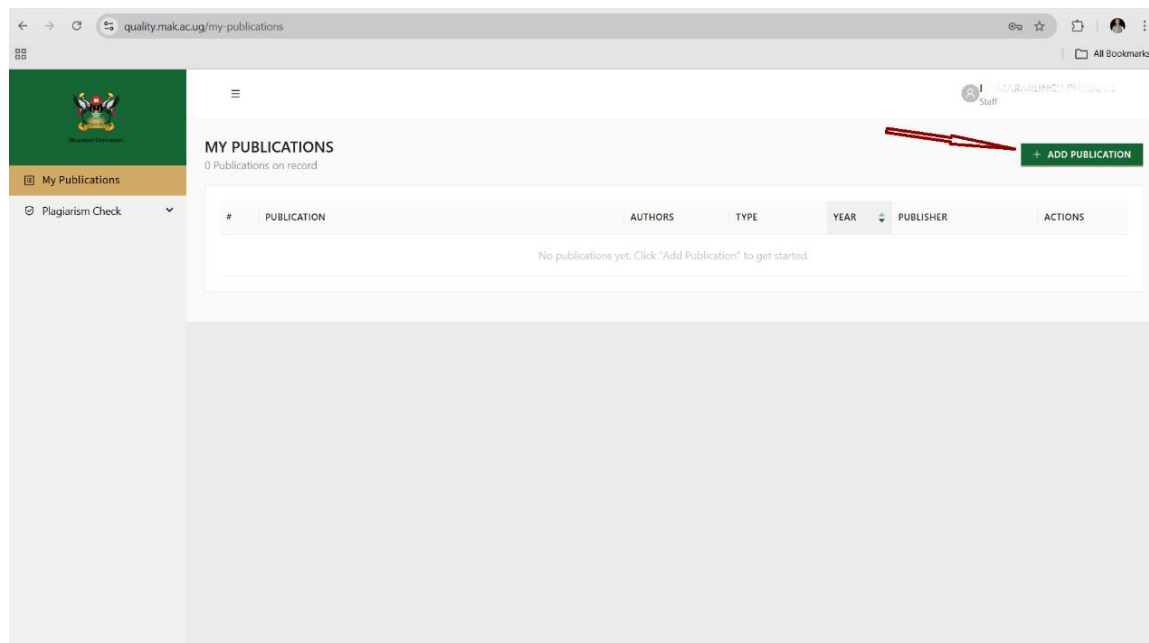 quality.mak.ac.ug/my-publications
All Bookmarks
Staff
MY PUBLICATIONS
0 Publications on record
+ ADD PUBLICATION
My Publications
Plagiarism Check
# PUBLICATION AUTHORS TYPE YEAR PUBLISHER ACTIONS
No publications yet. Click "Add Publication" to get started.